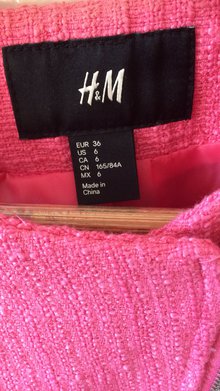 H&M
EUR 36
US 6
CA 6
CN 165/84A
MX 6
Made in
China